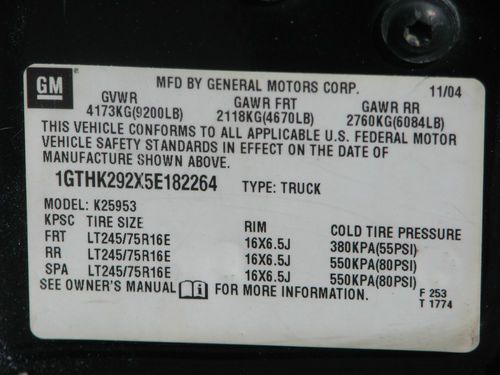 GM
MFD BY GENERAL MOTORS CORP. 11/04
GVWR GAWR FRT GAWR RR
4173KG(9200LB) 2118KG(4670LB) 2760KG(6084LB)
THIS VEHICLE CONFORMS TO ALL APPLICABLE U.S. FEDERAL MOTOR
VEHICLE SAFETY STANDARDS IN EFFECT ON THE DATE OF
MANUFACTURE SHOWN ABOVE.
1GTHK292X5E182264 TYPE: TRUCK
MODEL: K25953
KPSC TIRE SIZE RIM COLD TIRE PRESSURE
FRT LT245/75R16E 16X6.5J 380KPA(55PSI)
RR LT245/75R16E 16X6.5J 550KPA(80PSI)
SPA LT245/75R16E 16X6.5J 550KPA(80PSI)
SEE OWNER'S MANUAL i FOR MORE INFORMATION. F 253
T 1774